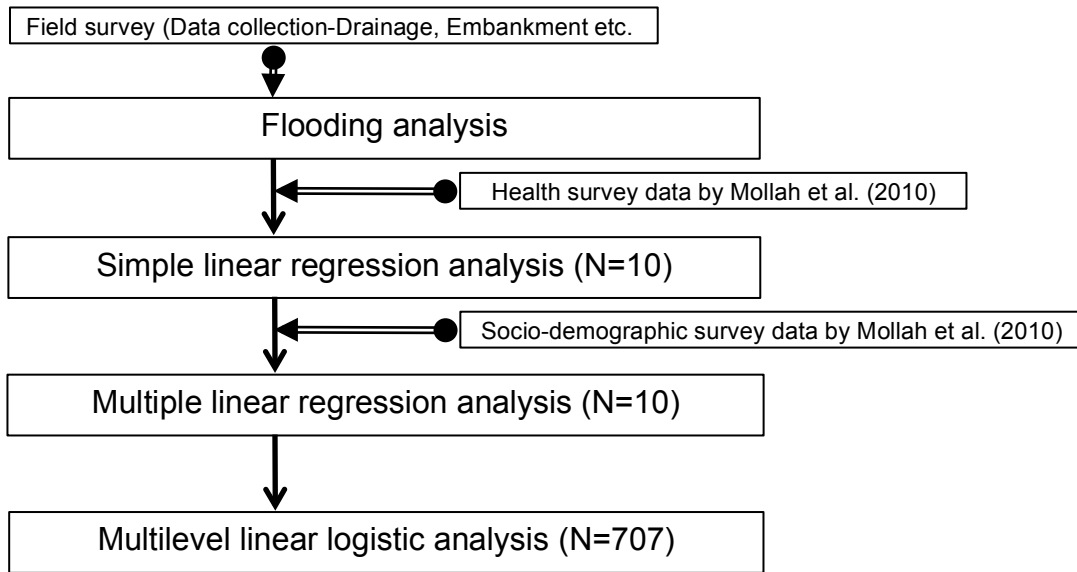 Field survey (Data collection-Drainage, Embankment etc.
Flooding analysis
Health survey data by Mollah et al. (2010)
Simple linear regression analysis (N=10)
Socio-demographic survey data by Mollah et al. (2010)
Multiple linear regression analysis (N=10)
Multilevel linear logistic analysis (N=707)